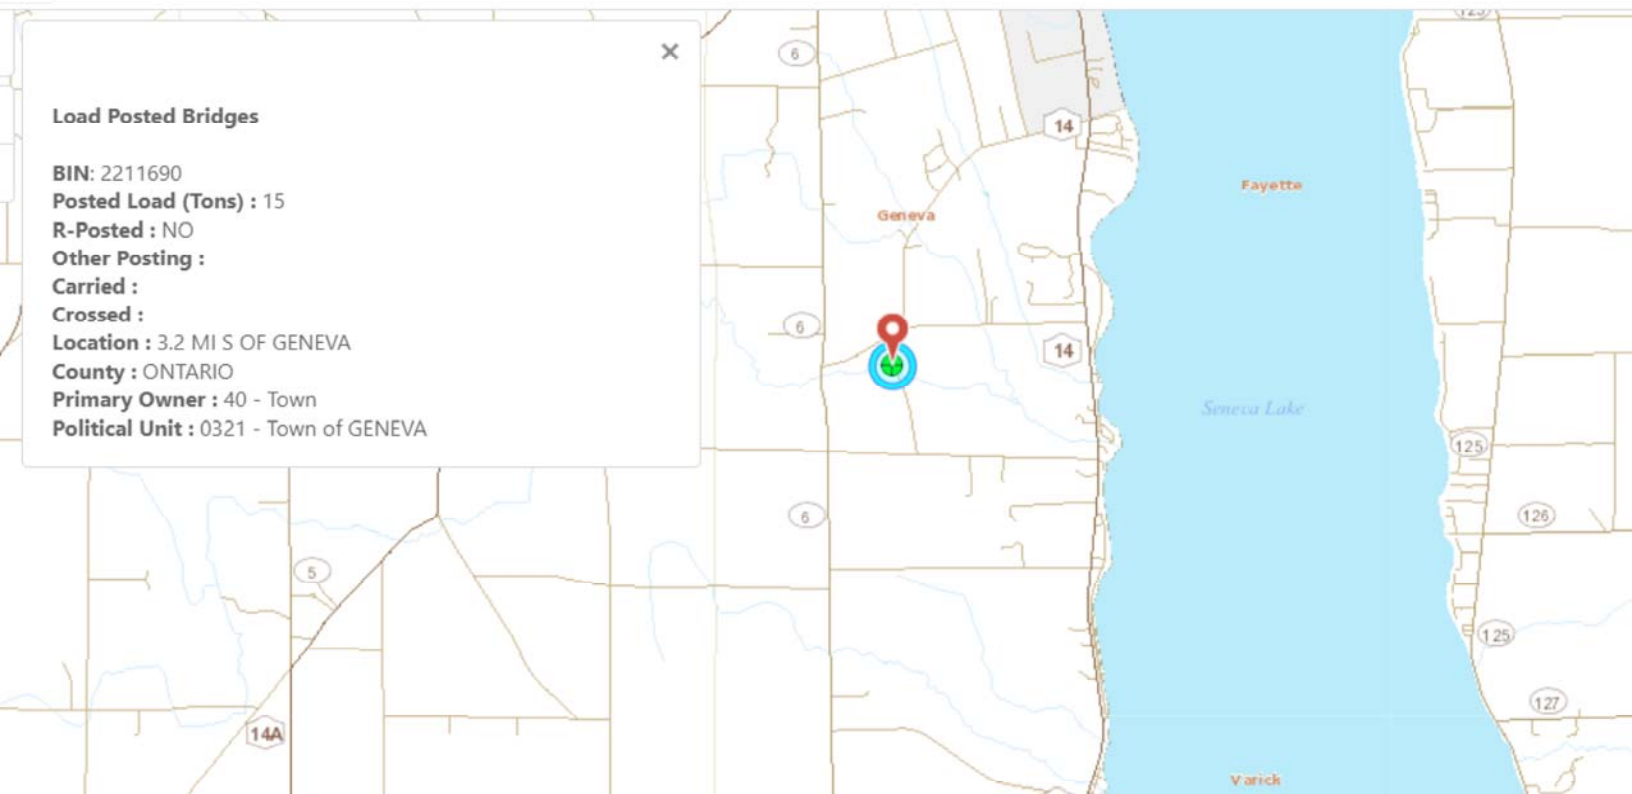 Load Posted Bridges
BIN: 2211690
Posted Load (Tons) : 15
R-Posted : NO
Other Posting :
Carried :
Crossed :
Location : 3.2 MI S OF GENEVA
County : ONTARIO
Primary Owner : 40 - Town
Political Unit : 0321 - Town of GENEVA
6
14
Fayette
Geneva
6
14
Seneca Lake
125
6
126
5
125
127
14A
Varick